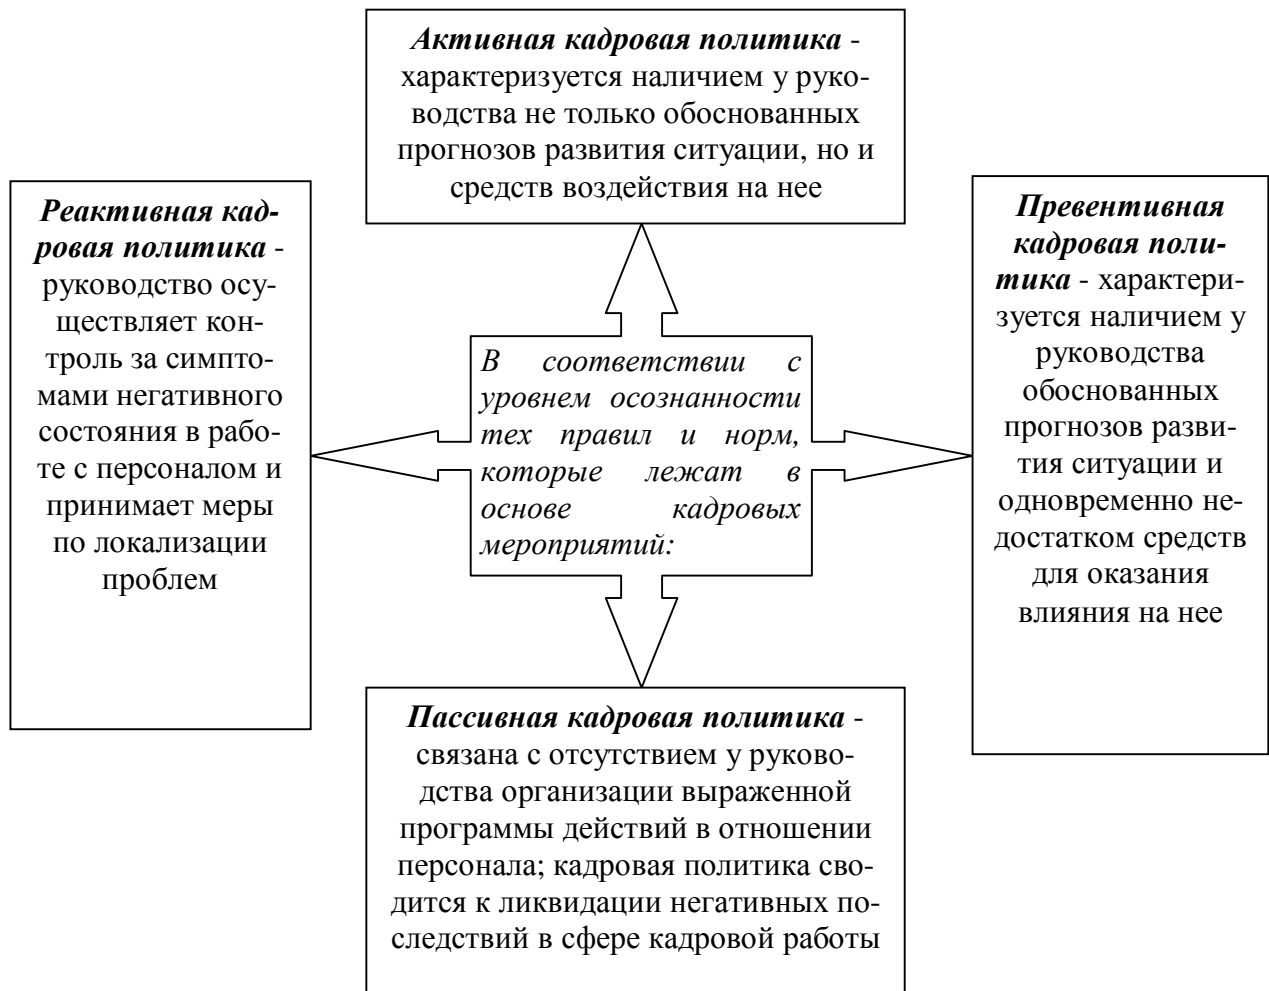 Активная кадровая политика -
характеризуется наличием у руко-
водства не только обоснованных
прогнозов развития ситуации, но и
средств воздействия на нее
Реактивная кад-
ровая политика -
руководство осу-
ществляет кон-
троль за симпто-
мами негативного
состояния в рабо-
те с персоналом и
принимает меры
по локализации
проблем
В соответствии с
уровнем осознанности
тех правил и норм,
которые лежат в
основе кадровых
мероприятий:
Превентивная
кадровая поли-
тика - характери-
зуется наличием у
руководства
обоснованных
прогнозов разви-
тия ситуации и
одновременно не-
достатком средств
для оказания
влияния на нее
Пассивная кадровая политика -
связана с отсутствием у руково-
дства организации выраженной
программы действий в отношении
персонала; кадровая политика сво-
дится к ликвидации негативных по-
следствий в сфере кадровой работы